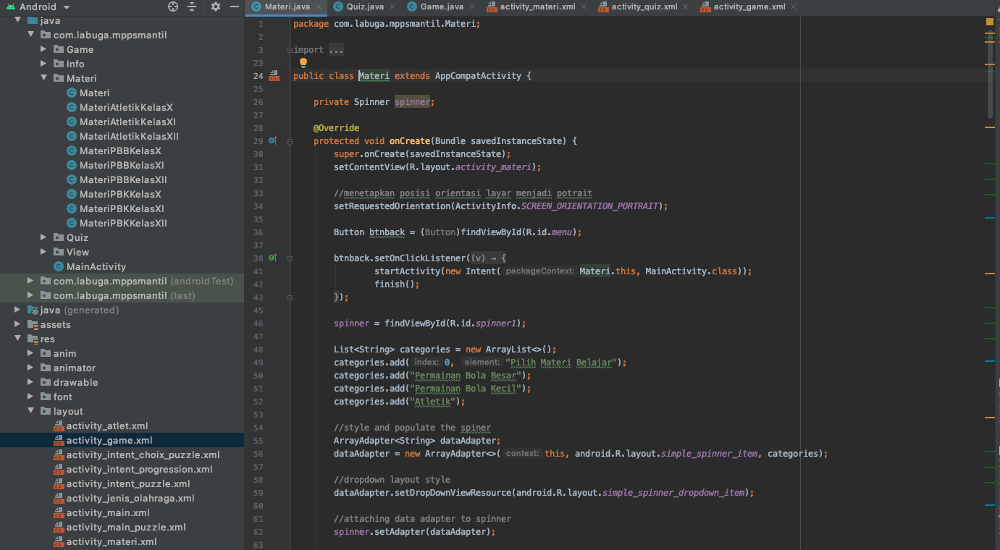 Android
Materi.java
Quiz.java
Game.java
activity_materi.xml
activity_quiz.xml
activity_game.xml
java
com.labuga.mppsmantil
Game
Info
Materi
Materi
MateriAtletikKelasX
MateriAtletikKelasXI
MateriAtletikKelasXII
MateriPBBKelasX
MateriPBBKelasXI
MateriPBBKelasXII
MateriPBKKelasX
MateriPBKKelasXI
MateriPBKKelasXII
Quiz
View
MainActivity
com.labuga.mppsmantil (androidTest)
com.labuga.mppsmantil (test)
java (generated)
assets
res
anim
animator
drawable
font
layout
activity_atlet.xml
activity_game.xml
activity_intent_choix_puzzle.xml
activity_intent_progression.xml
activity_intent_puzzle.xml
activity_jenis_olahraga.xml
activity_main.xml
activity_main_puzzle.xml
activity_materi.xml
1 package com.labuga.mppsmantil.Materi;
2
3 import ...
23
24 public class Materi extends AppCompatActivity {
25
26 private Spinner spinner;
27
28 @Override
29 protected void onCreate(Bundle savedInstanceState) {
30 super.onCreate(savedInstanceState);
31 setContentView(R.layout.activity_materi);
32
33 //menetapkan posisi orientasi layar menjadi potrait
34 setRequestedOrientation(ActivityInfo.SCREEN_ORIENTATION_PORTRAIT);
35
36 Button btnback = (Button)findViewById(R.id.menu);
37
38 btnback.setOnClickListener((v) → {
41 startActivity(new Intent( packageContext: Materi.this, MainActivity.class));
42 finish();
43 });
45
46 spinner = findViewById(R.id.spinner1);
47
48 List<String> categories = new ArrayList<>();
49 categories.add( index: 0, element: "Pilih Materi Belajar");
50 categories.add("Permainan Bola Besar");
51 categories.add("Permainan Bola Kecil");
52 categories.add("Atletik");
53
54 //style and populate the spiner
55 ArrayAdapter<String> dataAdapter;
56 dataAdapter = new ArrayAdapter<>( context: this, android.R.layout.simple_spinner_item, categories);
57
58 //dropdown layout style
59 dataAdapter.setDropDownViewResource(android.R.layout.simple_spinner_dropdown_item);
60
61 //attaching data adapter to spinner
62 spinner.setAdapter(dataAdapter);
63